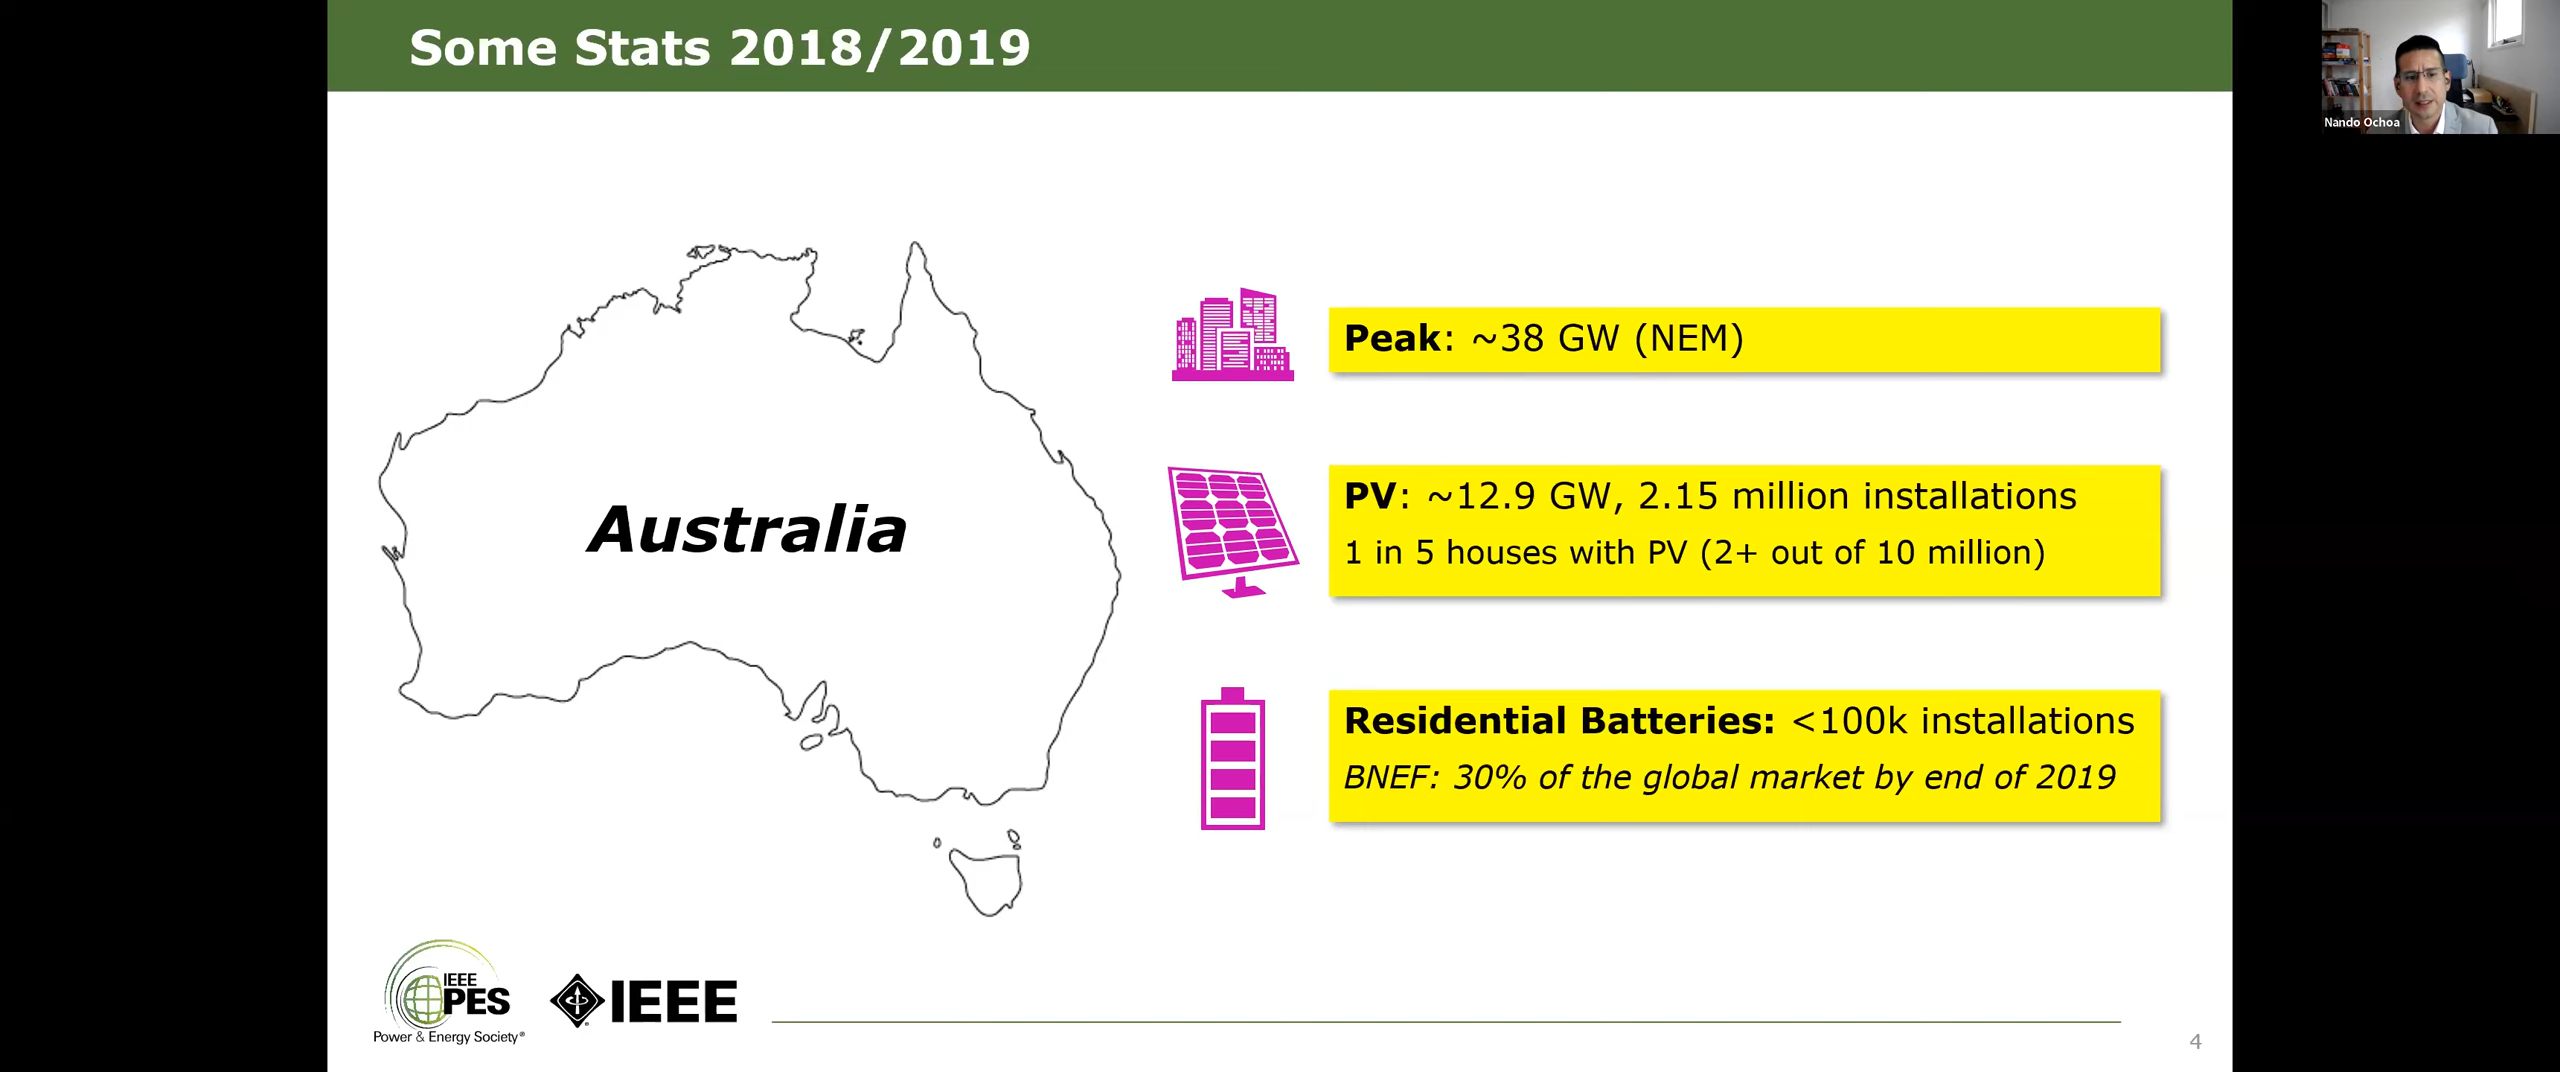 Some Stats 2018/2019
Nando Ochoa
Australia
Peak: ~38 GW (NEM)
PV: ~12.9 GW, 2.15 million installations
1 in 5 houses with PV (2+ out of 10 million)
Residential Batteries: <100k installations
BNEF: 30% of the global market by end of 2019
IEEE
PES
Power & Energy Society®
IEEE
4